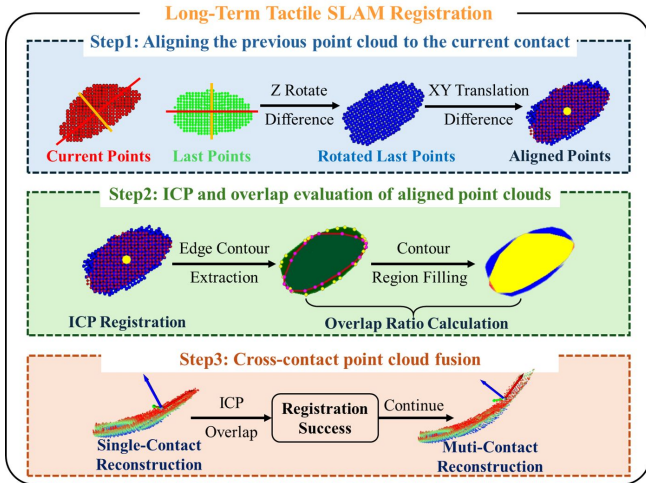 Long-Term Tactile SLAM Registration
Step1: Aligning the previous point cloud to the current contact
Z Rotate
Difference
XY Translation
Difference
Current Points
Last Points
Rotated Last Points
Aligned Points
Step2: ICP and overlap evaluation of aligned point clouds
Edge Contour
Extraction
Contour
Region Filling
ICP Registration
Overlap Ratio Calculation
Step3: Cross-contact point cloud fusion
ICP
Overlap
Registration
Success
Continue
Single-Contact
Reconstruction
Muti-Contact
Reconstruction